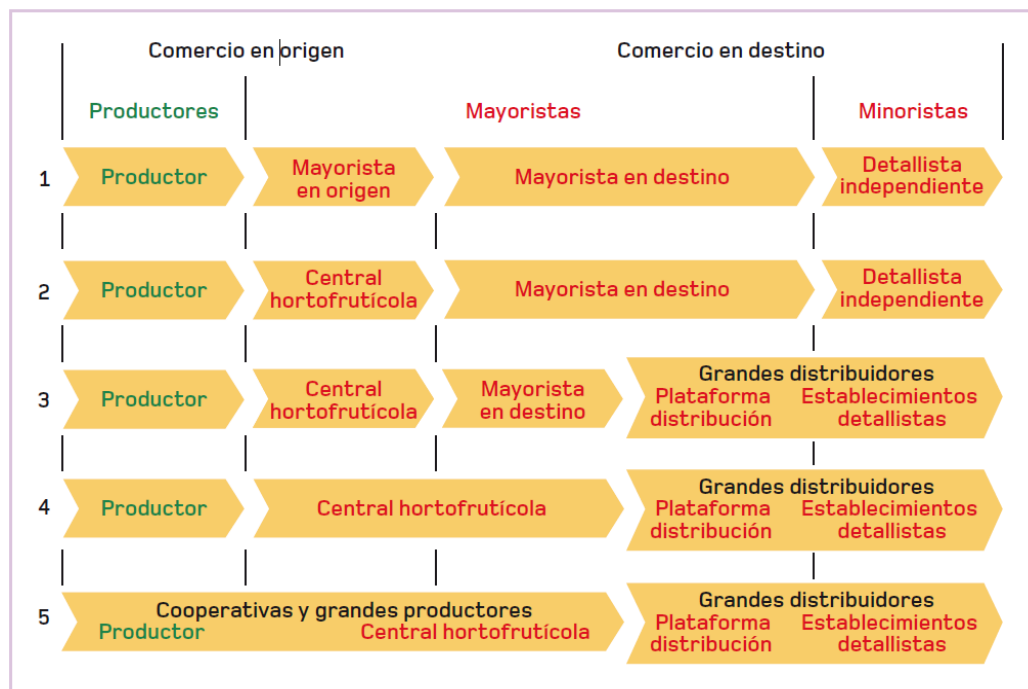 Comercio en origen Comercio en destino
Productores Mayoristas Minoristas
1 Productor Mayorista en origen Mayorista en destino Detallista independiente
2 Productor Central hortofrutícola Mayorista en destino Detallista independiente
3 Productor Central hortofrutícola Mayorista en destino Grandes distribuidores Plataforma distribución Establecimientos detallistas
4 Productor Central hortofrutícola Grandes distribuidores Plataforma distribución Establecimientos detallistas
5 Cooperativas y grandes productores Productor Central hortofrutícola Grandes distribuidores Plataforma distribución Establecimientos detallistas